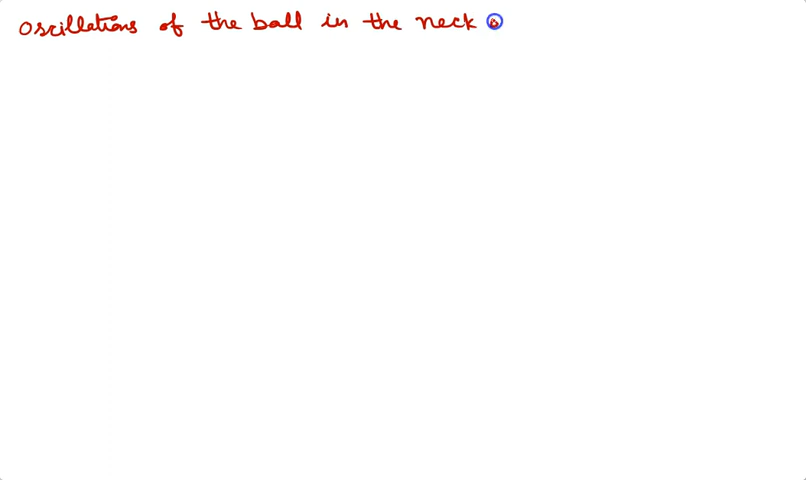 oscillations of the ball in the neck o